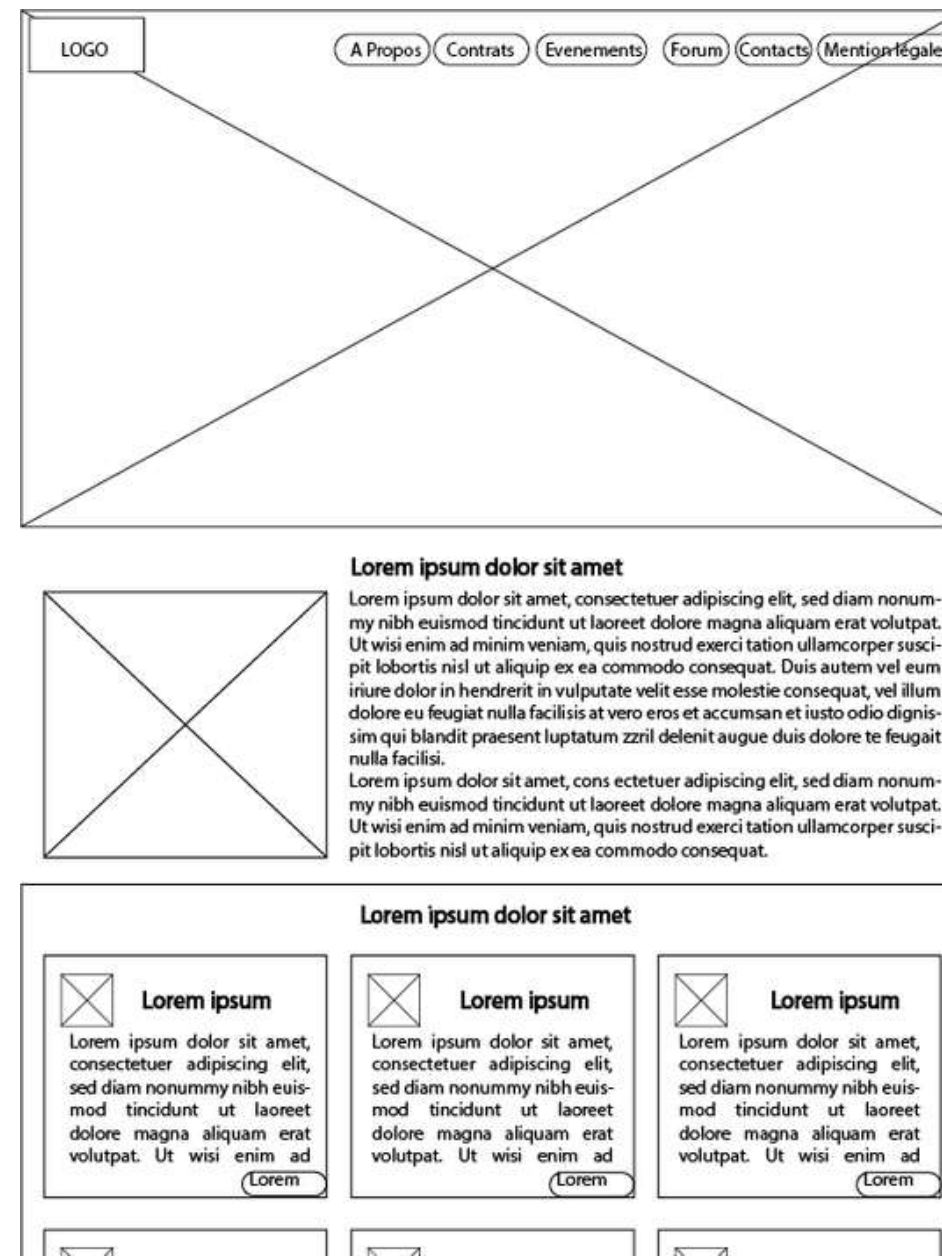 LOGO
A Propos Contrats Evenements Forum Contacts Mention légale
Lorem ipsum dolor sit amet
Lorem ipsum dolor sit amet, consectetuer adipiscing elit, sed diam nonum-
my nibh euismod tincidunt ut laoreet dolore magna aliquam erat volutpat.
Ut wisi enim ad minim veniam, quis nostrud exerci tation ullamcorper susci-
pit lobortis nisl ut aliquip ex ea commodo consequat. Duis autem vel eum
iriure dolor in hendrerit in vulputate velit esse molestie consequat, vel illum
dolore eu feugiat nulla facilisis at vero eros et accumsan et iusto odio dignis-
sim qui blandit praesent luptatum zzril delenit augue duis dolore te feugait
nulla facilisi.
Lorem ipsum dolor sit amet, cons ectetuer adipiscing elit, sed diam nonum-
my nibh euismod tincidunt ut laoreet dolore magna aliquam erat volutpat.
Ut wisi enim ad minim veniam, quis nostrud exerci tation ullamcorper susci-
pit lobortis nisl ut aliquip ex ea commodo consequat.
Lorem ipsum dolor sit amet
Lorem ipsum
Lorem ipsum dolor sit amet,
consectetuer adipiscing elit,
sed diam nonummy nibh euis-
mod tincidunt ut laoreet
dolore magna aliquam erat
volutpat. Ut wisi enim ad
Lorem
Lorem ipsum
Lorem ipsum dolor sit amet,
consectetuer adipiscing elit,
sed diam nonummy nibh euis-
mod tincidunt ut laoreet
dolore magna aliquam erat
volutpat. Ut wisi enim ad
Lorem
Lorem ipsum
Lorem ipsum dolor sit amet,
consectetuer adipiscing elit,
sed diam nonummy nibh euis-
mod tincidunt ut laoreet
dolore magna aliquam erat
volutpat. Ut wisi enim ad
Lorem